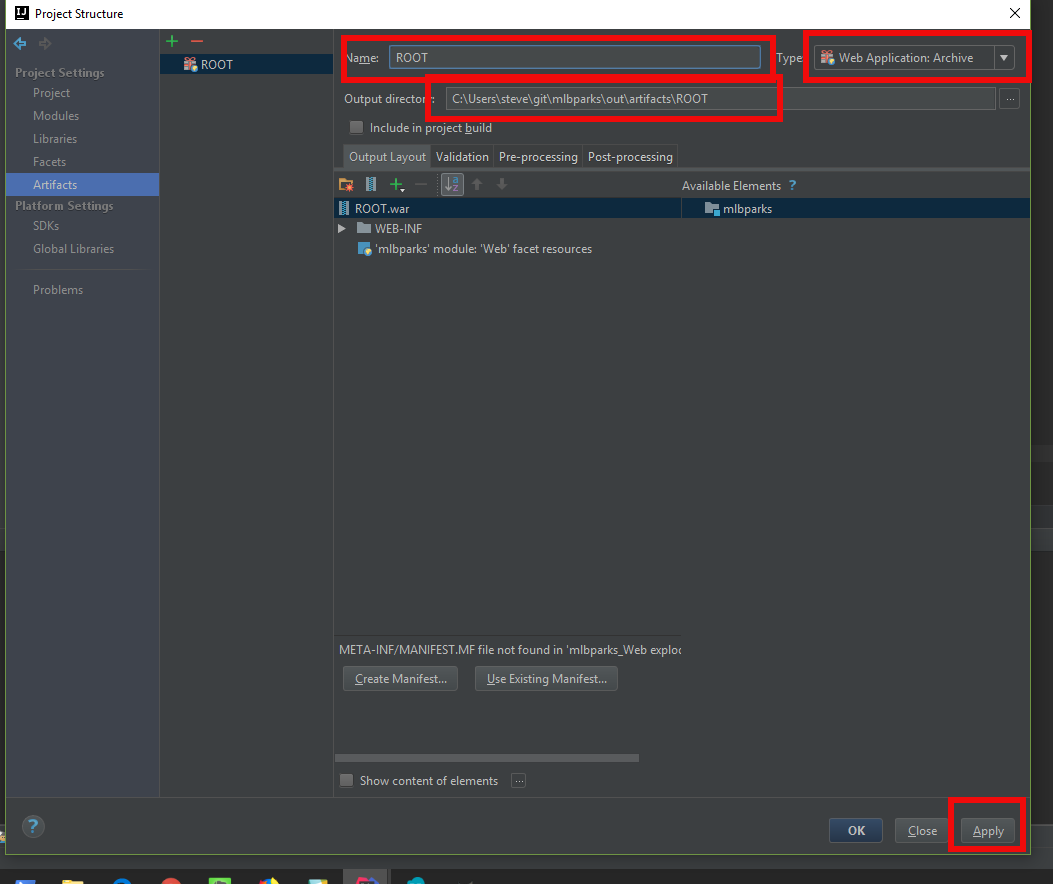 IJ Project Structure
Project Settings
Project
Modules
Libraries
Facets
Artifacts
Platform Settings
SDKs
Global Libraries
Problems
ROOT
Name: ROOT
Type
Web Application: Archive
Output directory: C:\Users\steve\git\mlbparks\out\artifacts\ROOT ...
Include in project build
Output Layout Validation Pre-processing Post-processing
a z
Available Elements ?
ROOT.war
mlbparks
WEB-INF
'mlbparks' module: 'Web' facet resources
META-INF/MANIFEST.MF file not found in 'mlbparks_Web explod
Create Manifest... Use Existing Manifest...
Show content of elements ...
?
OK Close Apply